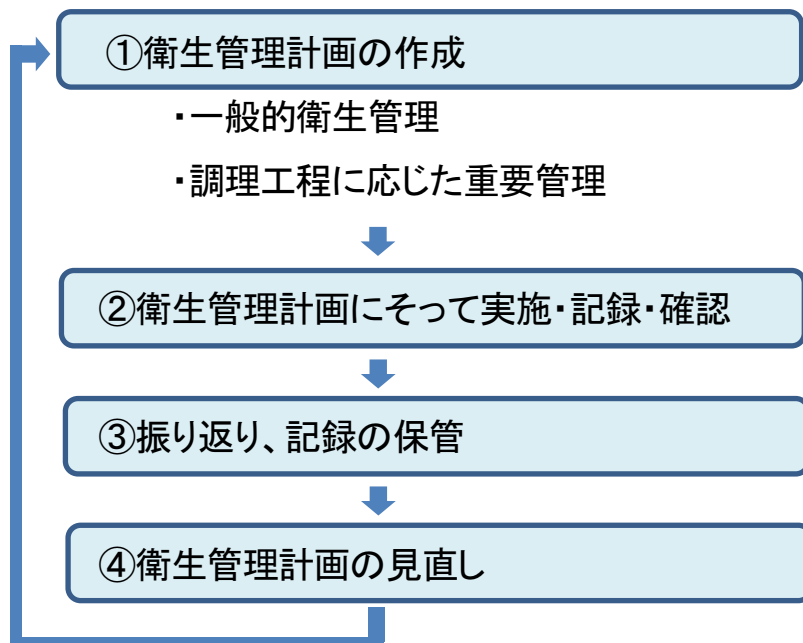 ①衛生管理計画の作成
・一般的衛生管理
・調理工程に応じた重要管理
②衛生管理計画にそって実施・記録・確認
③振り返り、記録の保管
④衛生管理計画の見直し